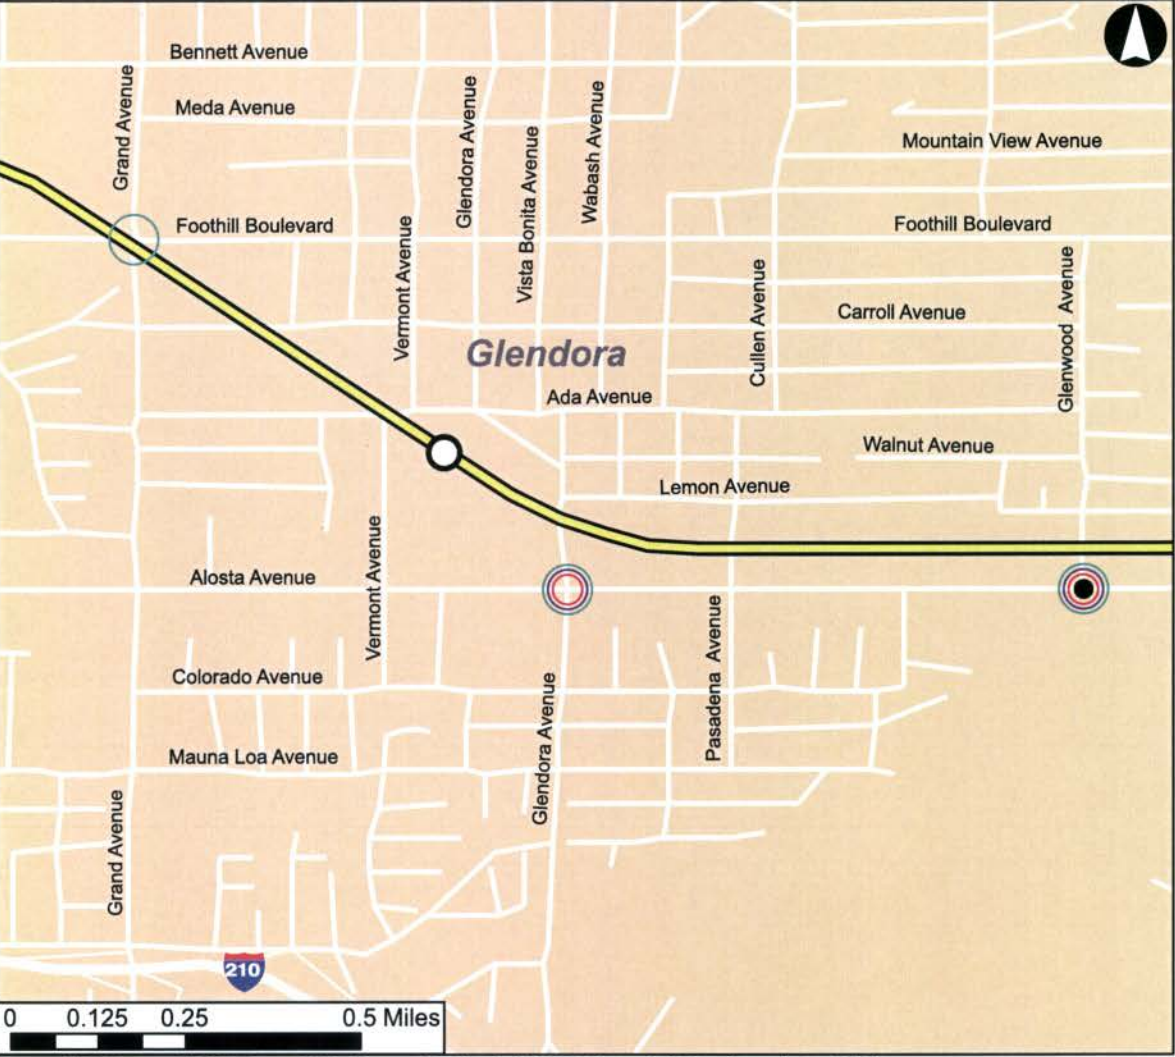 Bennett Avenue
Meda Avenue
Grand Avenue
Glendora Avenue
Vista Bonita Avenue
Wabash Avenue
Mountain View Avenue
Foothill Boulevard
Foothill Boulevard
Vermont Avenue
Cullen Avenue
Glenwood Avenue
Carroll Avenue
Glendora
Ada Avenue
Walnut Avenue
Lemon Avenue
Alosta Avenue
Vermont Avenue
Pasadena Avenue
Colorado Avenue
Glendora Avenue
Mauna Loa Avenue
Grand Avenue
210
0 0.125 0.25 0.5 Miles